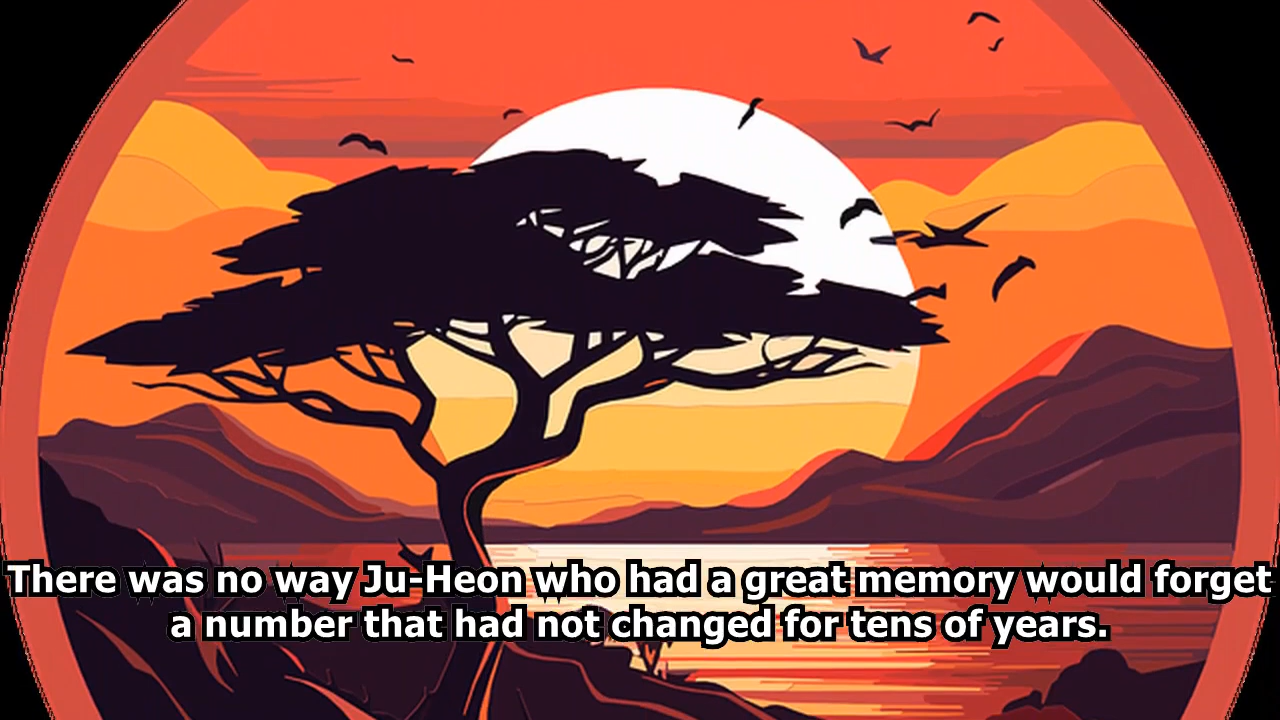 There was no way Ju-Heon who had a great memory would forget
a number that had not changed for tens of years.